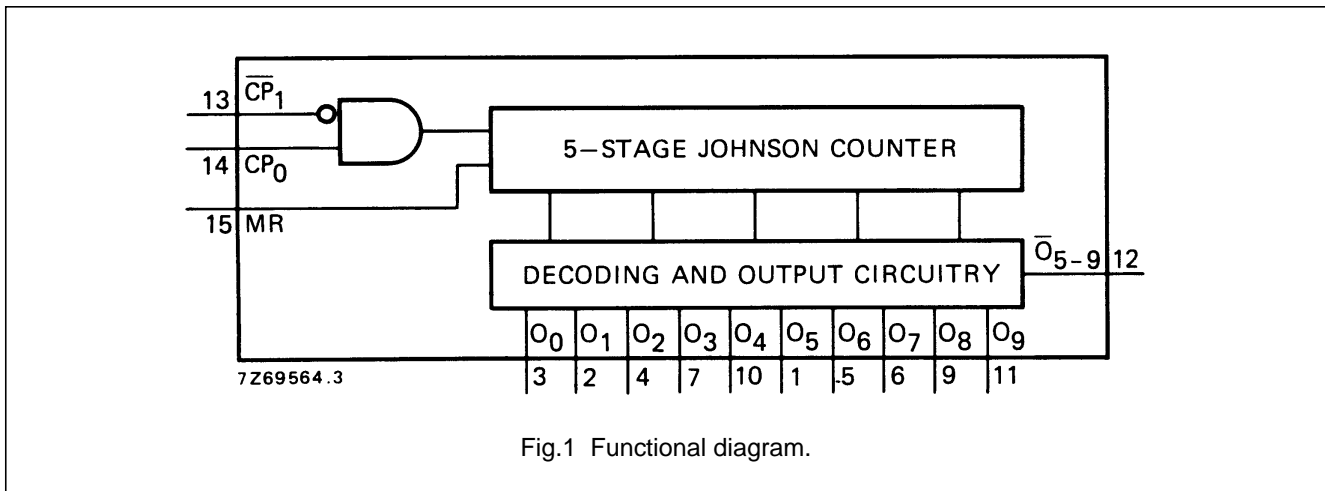 13 C̅P̅1
14 CP0
15 MR
5–STAGE JOHNSON COUNTER
DECODING AND OUTPUT CIRCUITRY
O̅5–9 12
O0 O1 O2 O3 O4 O5 O6 O7 O8 O9
3 2 4 7 10 1 5 6 9 11
7Z69564.3
Fig.1 Functional diagram.